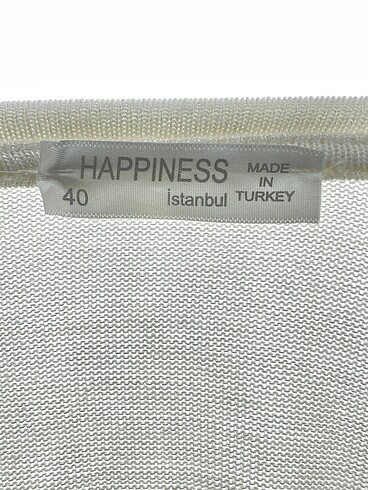 HAPPINESS
40 İstanbul
MADE
IN
TURKEY